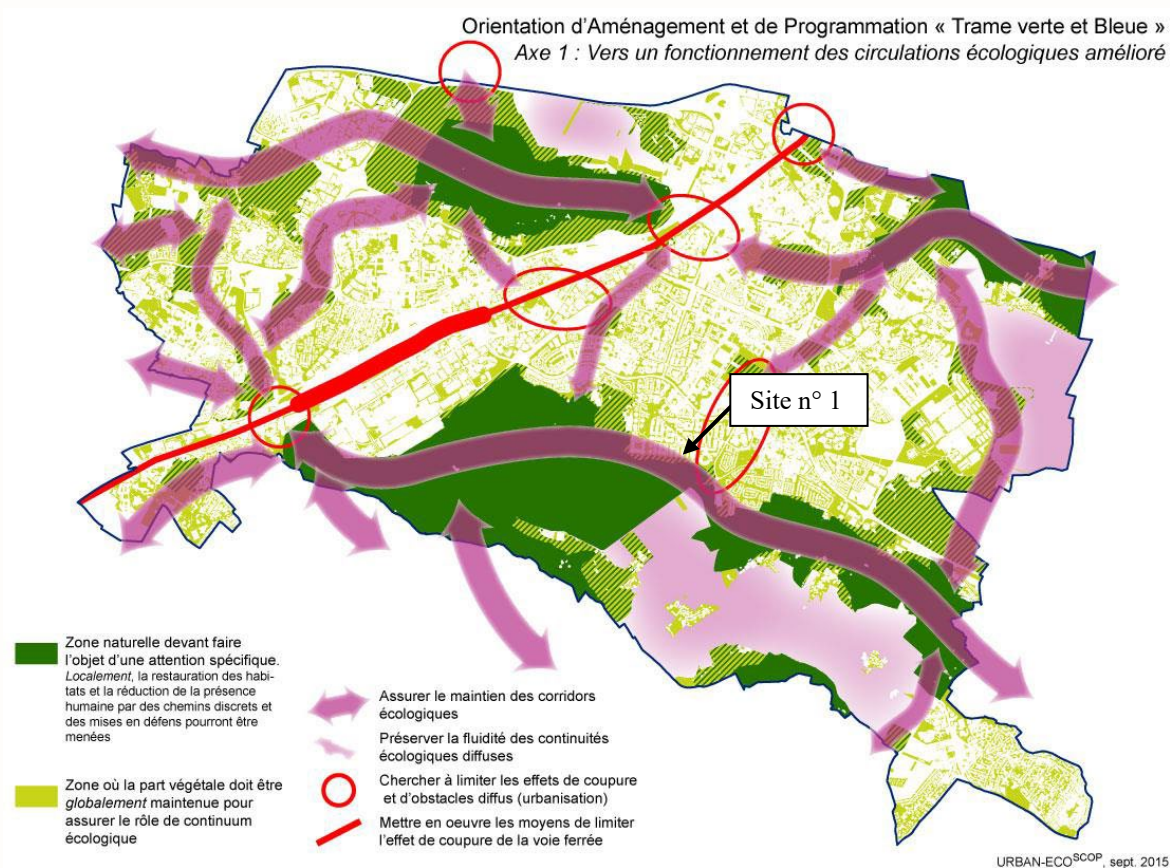 Orientation d'Aménagement et de Programmation « Trame verte et Bleue »
Axe 1 : Vers un fonctionnement des circulations écologiques amélioré
Site n° 1
Zone naturelle devant faire
l'objet d'une attention spécifique.
Localement, la restauration des habi-
tats et la réduction de la présence
humaine par des chemins discrets et
des mises en défens pourront être
menées
Zone où la part végétale doit être
globalement maintenue pour
assurer le rôle de continuum
écologique
Assurer le maintien des corridors
écologiques
Préserver la fluidité des continuités
écologiques diffuses
Chercher à limiter les effets de coupure
et d'obstacles diffus (urbanisation)
Mettre en oeuvre les moyens de limiter
l'effet de coupure de la voie ferrée
URBAN-ECOSCOP, sept. 2015